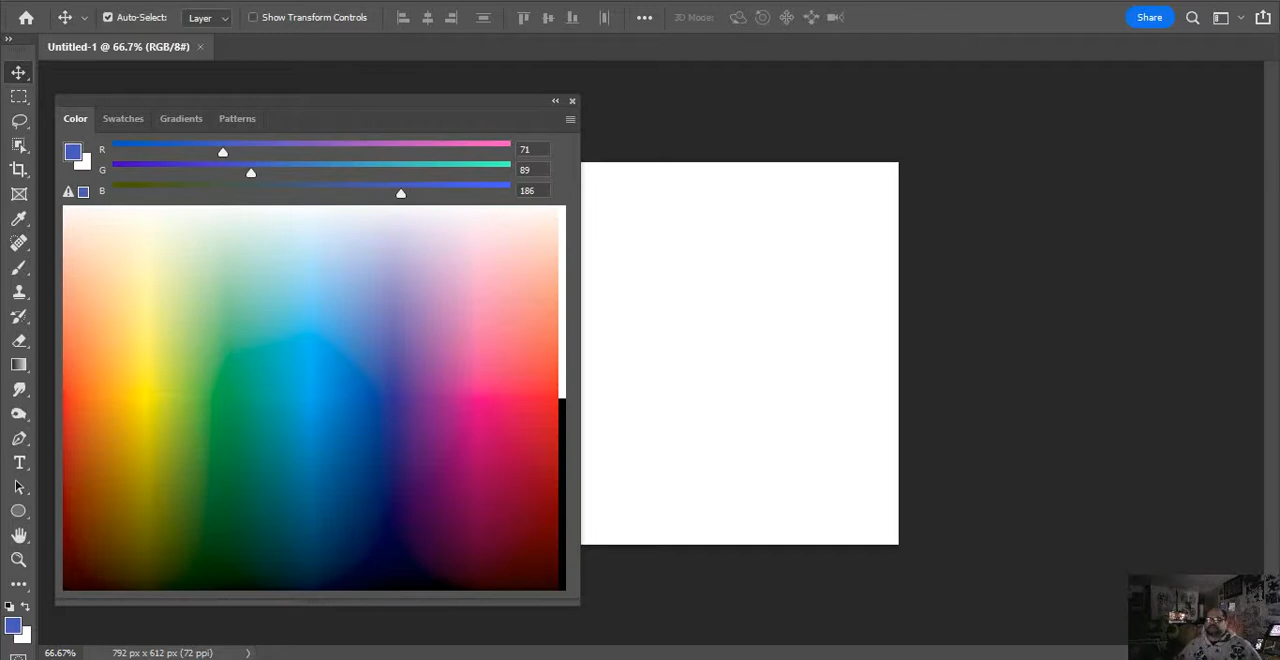 Auto-Select: Layer Show Transform Controls 3D Mode: Share
Untitled-1 @ 66.7% (RGB/8#)
Color Swatches Gradients Patterns
R 71
G 89
B 186
66.67% 792 px x 612 px (72 ppi)